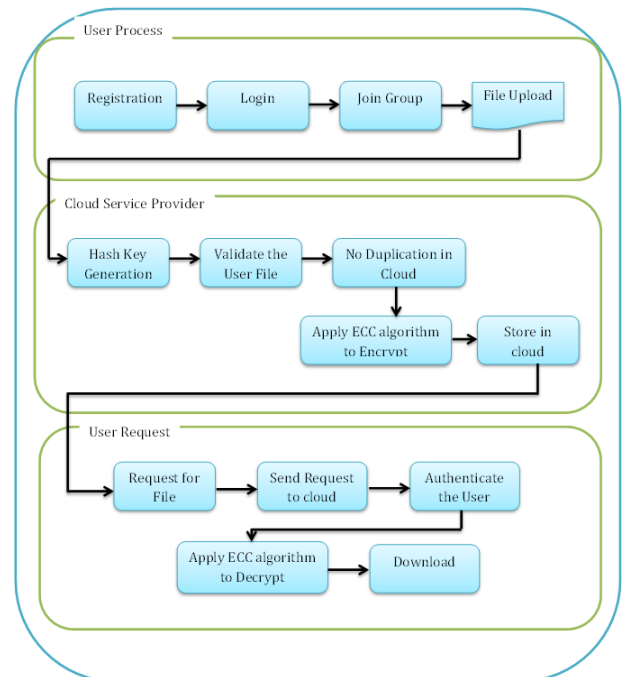 User Process
Registration
Login
Join Group
File Upload
Cloud Service Provider
Hash Key
Generation
Validate the
User File
No Duplication in
Cloud
Apply ECC algorithm
to Encrypt
Store in
cloud
User Request
Request for
File
Send Request
to cloud
Authenticate
the User
Apply ECC algorithm
to Decrypt
Download